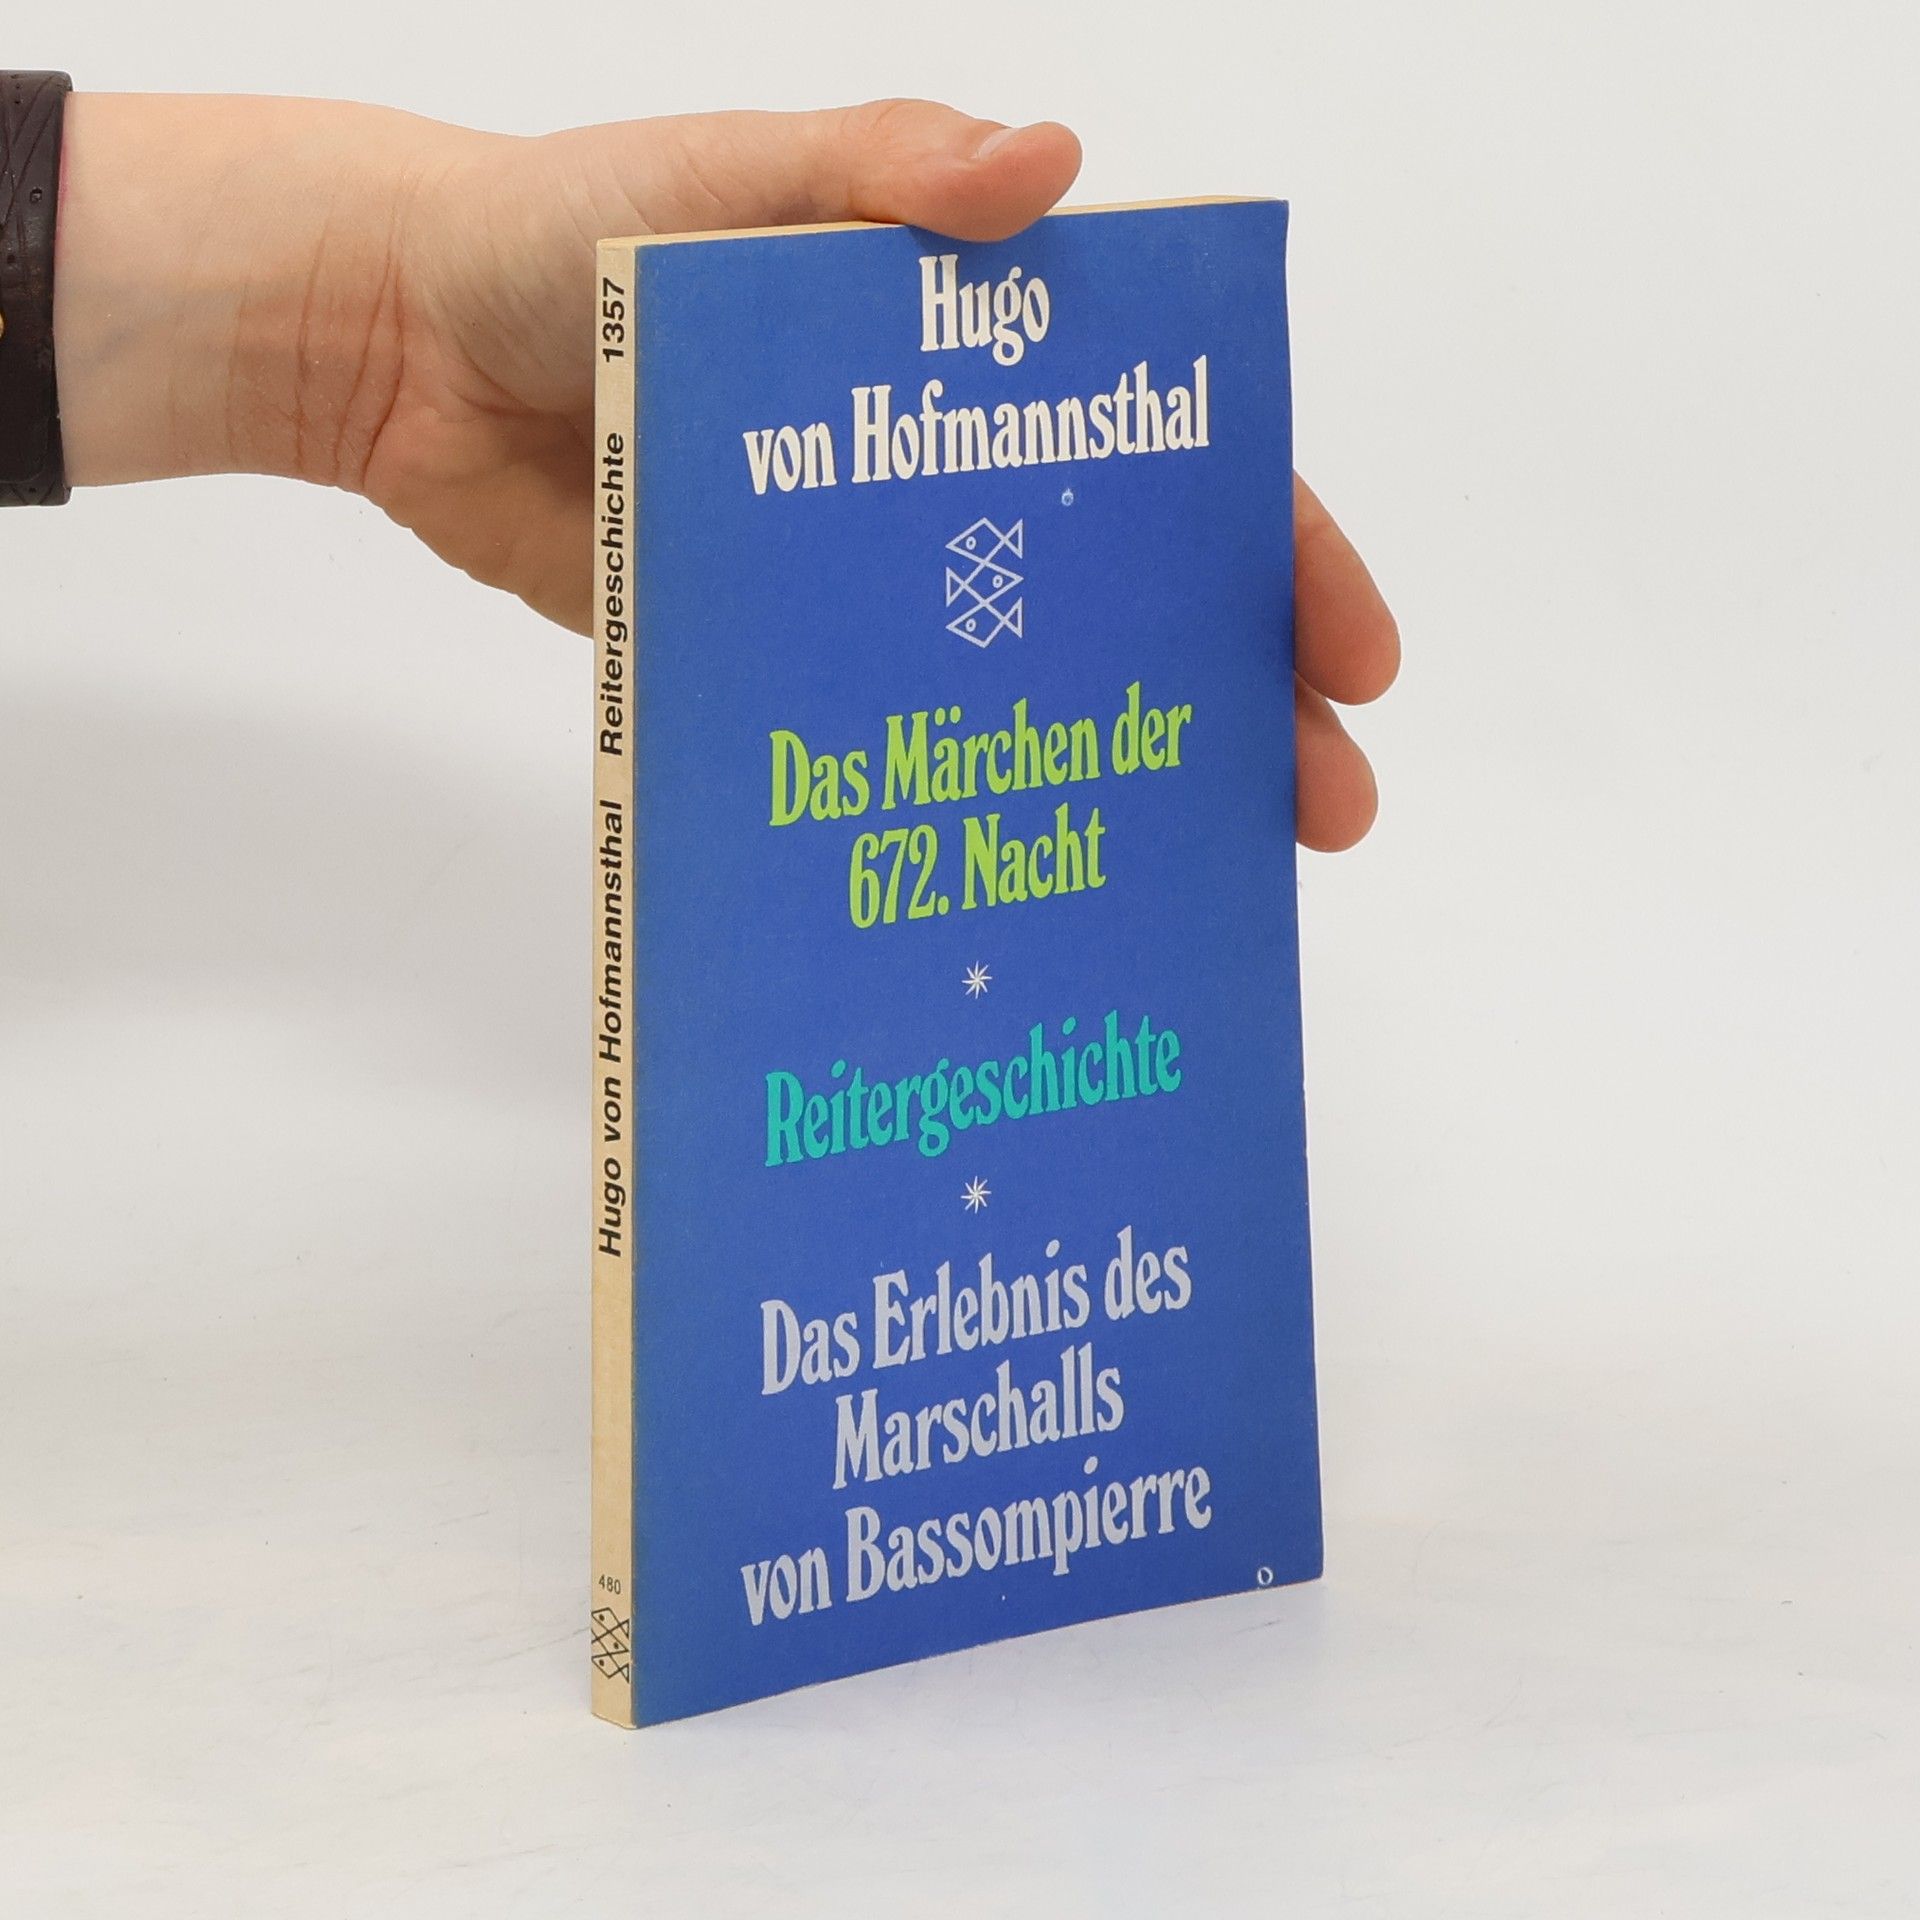 Hugo
von Hofmannsthal
Das Märchen der
672. Nacht
Reitergeschichte
Das Erlebnis des
Marschalls
von Bassompierre
Hugo von Hofmannsthal Reitergeschichte 1357
480